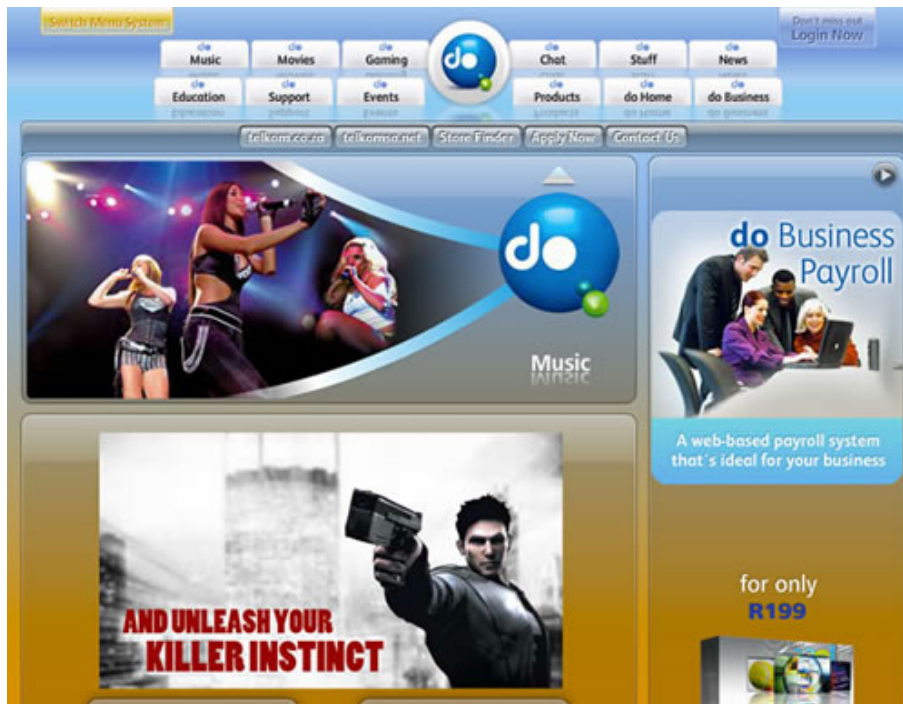 Switch Menu System
Don't miss out
Login Now
do
Music
do
Movies
do
Gaming
do
do
Chat
do
Stuff
do
News
do
Education
do
Support
do
Events
do
Products
do
do Home
do
do Business
telkom.co.za
telkomsa.net
Store Finder
Apply Now
Contact Us
do
Music
do Business
Payroll
A web-based payroll system
that´s ideal for your business
AND UNLEASH YOUR
KILLER INSTINCT
for only
R199